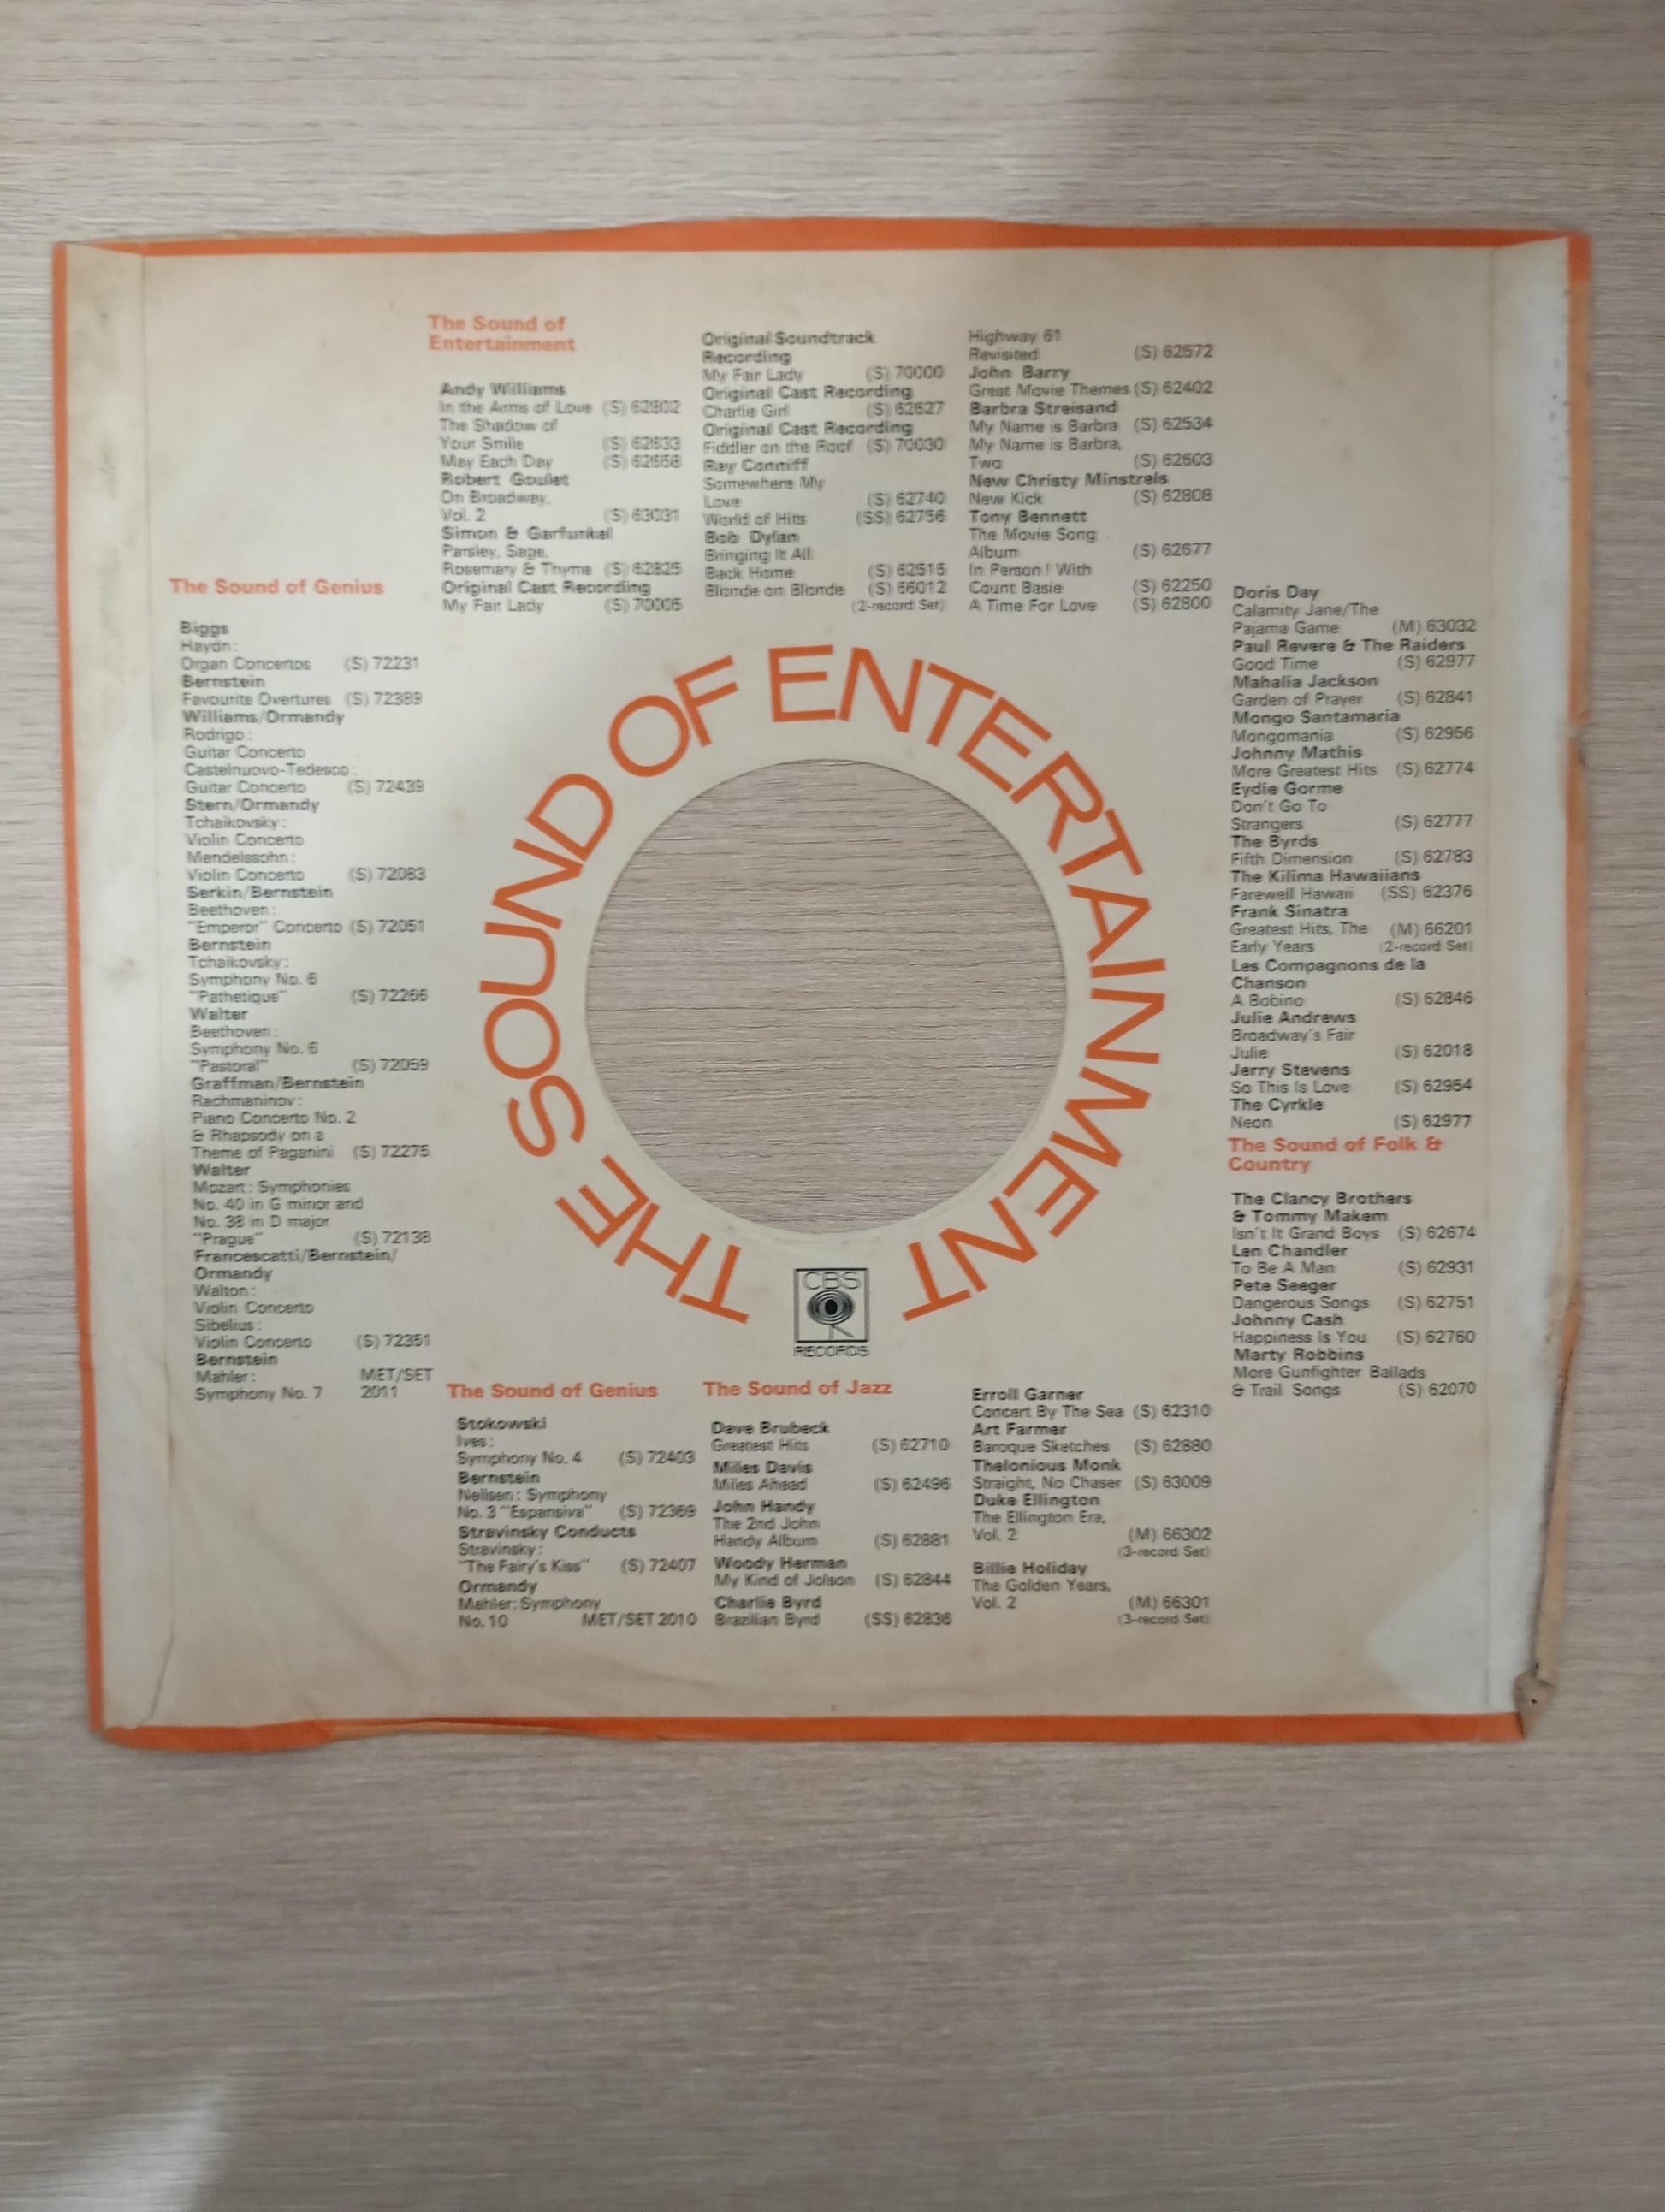 The Sound of
Entertainment
Andy Williams
In the Arms of Love (S) 62802
The Shadow of
Your Smile (S) 62633
May Each Day (S) 62658
Robert Goulet
On Broadway,
Vol. 2 (S) 63031
Simon & Garfunkel
Parsley, Sage,
Rosemary & Thyme (S) 62825
Original Cast Recording
My Fair Lady (S) 70005
Original Soundtrack
Recording
My Fair Lady (S) 70000
Original Cast Recording
Charlie Girl (S) 62627
Original Cast Recording
Fiddler on the Roof (S) 70030
Ray Conniff
Somewhere My
Love (S) 62740
World of Hits (SS) 62756
Bob Dylan
Bringing It All
Back Home (S) 62515
Blonde on Blonde (S) 66012
(2-record Set)
Highway 61
Revisited (S) 62572
John Barry
Great Movie Themes (S) 62402
Barbra Streisand
My Name is Barbra (S) 62534
My Name is Barbra,
Two (S) 62603
New Christy Minstrels
New Kick (S) 62808
Tony Bennett
The Movie Song
Album (S) 62677
In Person! With
Count Basie (S) 62250
A Time For Love (S) 62800
Doris Day
Calamity Jane/The
Pajama Game (M) 63032
Paul Revere & The Raiders
Good Time (S) 62977
Mahalia Jackson
Garden of Prayer (S) 62841
Mongo Santamaria
Mongomania (S) 62956
Johnny Mathis
More Greatest Hits (S) 62774
Eydie Gorme
Don't Go To
Strangers (S) 62777
The Byrds
Fifth Dimension (S) 62783
The Kilima Hawaiians
Farewell Hawaii (SS) 62376
Frank Sinatra
Greatest Hits, The (M) 66201
Early Years (2-record Set)
Les Compagnons de la
Chanson
A Bobino (S) 62846
Julie Andrews
Broadway's Fair
Julie (S) 62018
Jerry Stevens
So This Is Love (S) 62954
The Cyrkle
Neon (S) 62977
The Sound of Folk &
Country
The Clancy Brothers
& Tommy Makem
Isn't It Grand Boys (S) 62674
Len Chandler
To Be A Man (S) 62931
Pete Seeger
Dangerous Songs (S) 62751
Johnny Cash
Happiness Is You (S) 62760
Marty Robbins
More Gunfighter Ballads
& Trail Songs (S) 62070
The Sound of Genius
Biggs
Haydn:
Organ Concertos (S) 72231
Bernstein
Favourite Overtures (S) 72389
Williams/Ormandy
Rodrigo:
Guitar Concerto
Castelnuovo-Tedesco:
Guitar Concerto (S) 72439
Stern/Ormandy
Tchaikovsky:
Violin Concerto
Mendelssohn:
Violin Concerto (S) 72083
Serkin/Bernstein
Beethoven:
"Emperor" Concerto (S) 72051
Bernstein
Tchaikovsky:
Symphony No. 6
"Pathetique" (S) 72266
Walter
Beethoven:
Symphony No. 6
"Pastoral" (S) 72059
Graffman/Bernstein
Rachmaninov:
Piano Concerto No. 2
& Rhapsody on a
Theme of Paganini (S) 72275
Walter
Mozart: Symphonies
No. 40 in G minor and
No. 38 in D major
"Prague" (S) 72138
Francescatti/Bernstein/
Ormandy
Walton:
Violin Concerto
Sibelius:
Violin Concerto (S) 72351
Bernstein
Mahler: MET/SET
Symphony No. 7 2011
THE SOUND OF ENTERTAINMENT
CBS
RECORDS
The Sound of Genius
Stokowski
Ives:
Symphony No. 4 (S) 72403
Bernstein
Neilsen: Symphony
No. 3 "Espansiva" (S) 72369
Stravinsky Conducts
Stravinsky:
"The Fairy's Kiss" (S) 72407
Ormandy
Mahler: Symphony
No. 10 MET/SET 2010
The Sound of Jazz
Dave Brubeck
Greatest Hits (S) 62710
Miles Davis
Miles Ahead (S) 62496
John Handy
The 2nd John
Handy Album (S) 62881
Woody Herman
My Kind of Jolson (S) 62844
Charlie Byrd
Brazilian Byrd (SS) 62836
Erroll Garner
Concert By The Sea (S) 62310
Art Farmer
Baroque Sketches (S) 62880
Thelonious Monk
Straight, No Chaser (S) 63009
Duke Ellington
The Ellington Era,
Vol. 2 (M) 66302
(3-record Set)
Billie Holiday
The Golden Years,
Vol. 2 (M) 66301
(3-record Set)